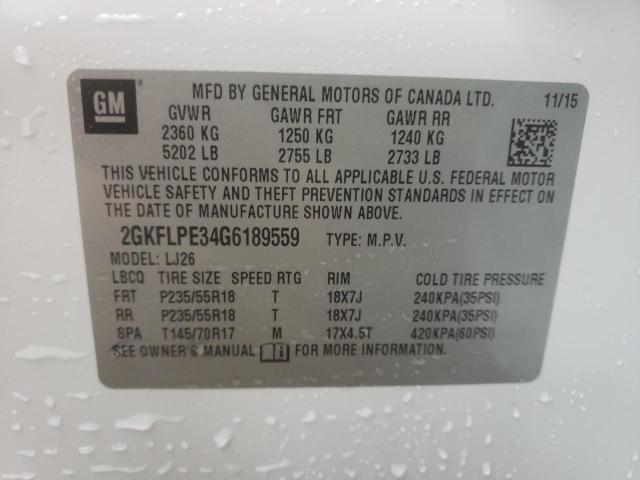 GM ®
MFD BY GENERAL MOTORS OF CANADA LTD. 11/15
GVWR GAWR FRT GAWR RR
2360 KG 1250 KG 1240 KG
5202 LB 2755 LB 2733 LB
THIS VEHICLE CONFORMS TO ALL APPLICABLE U.S. FEDERAL MOTOR
VEHICLE SAFETY AND THEFT PREVENTION STANDARDS IN EFFECT ON
THE DATE OF MANUFACTURE SHOWN ABOVE.
2GKFLPE34G6189559 TYPE: M.P.V.
MODEL: LJ26
LBCQ TIRE SIZE SPEED RTG RIM COLD TIRE PRESSURE
FRT P235/55R18 T 18X7J 240KPA(35PSI)
RR P235/55R18 T 18X7J 240KPA(35PSI)
SPA T145/70R17 M 17X4.5T 420KPA(60PSI)
SEE OWNER'S MANUAL FOR MORE INFORMATION.